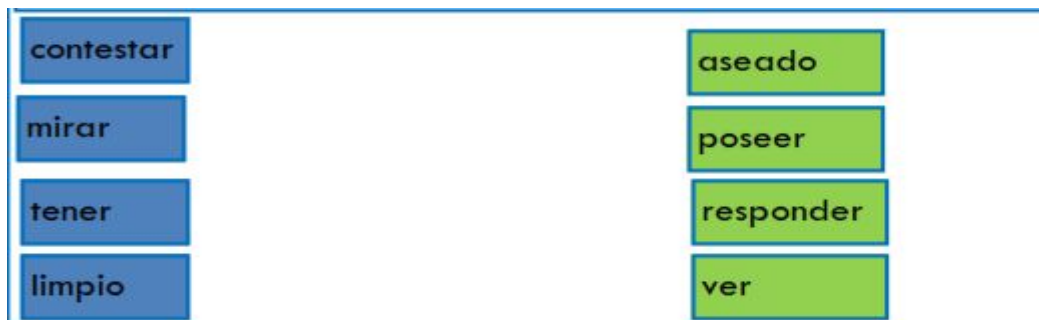 contestar
mirar
tener
limpio
aseado
poseer
responder
ver